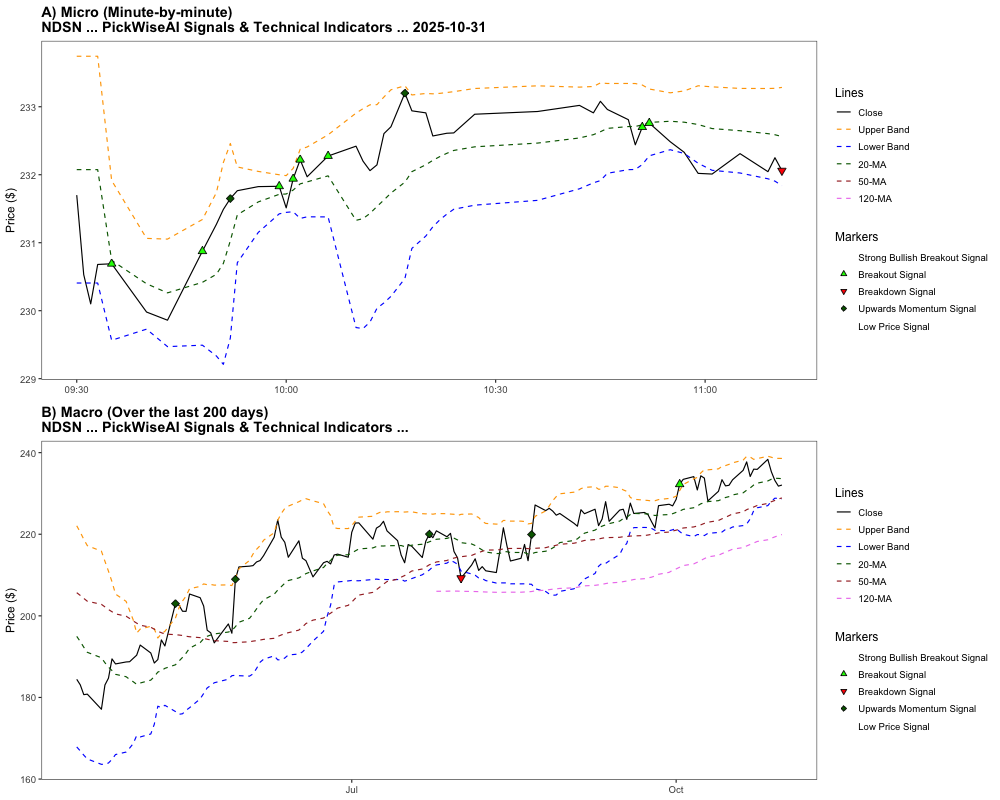 A) Micro (Minute-by-minute)
NDSN ... PickWiseAI Signals & Technical Indicators ... 2025-10-31
Price ($)
233
232
231
230
229
09:30
10:00
10:30
11:00
Lines
Close
Upper Band
Lower Band
20-MA
50-MA
120-MA
Markers
Strong Bullish Breakout Signal
Breakout Signal
Breakdown Signal
Upwards Momentum Signal
Low Price Signal
B) Macro (Over the last 200 days)
NDSN ... PickWiseAI Signals & Technical Indicators ...
Price ($)
240
220
200
180
160
Jul
Oct
Lines
Close
Upper Band
Lower Band
20-MA
50-MA
120-MA
Markers
Strong Bullish Breakout Signal
Breakout Signal
Breakdown Signal
Upwards Momentum Signal
Low Price Signal